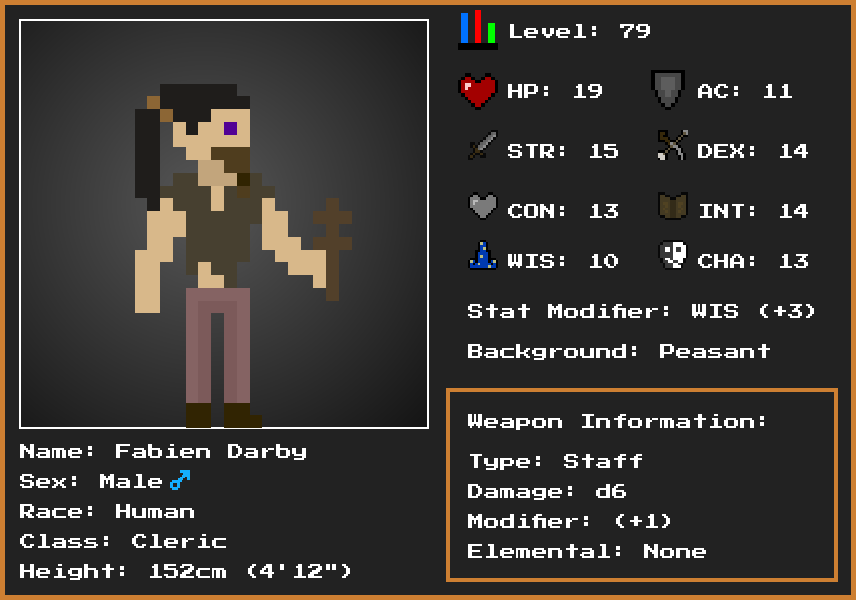 Level: 79
HP: 19 AC: 11
STR: 15 DEX: 14
CON: 13 INT: 14
WIS: 10 CHA: 13
Stat Modifier: WIS (+3)
Background: Peasant
Weapon Information:
Type: Staff
Damage: d6
Modifier: (+1)
Elemental: None
Name: Fabien Darby
Sex: Male ♂
Race: Human
Class: Cleric
Height: 152cm (4'12")